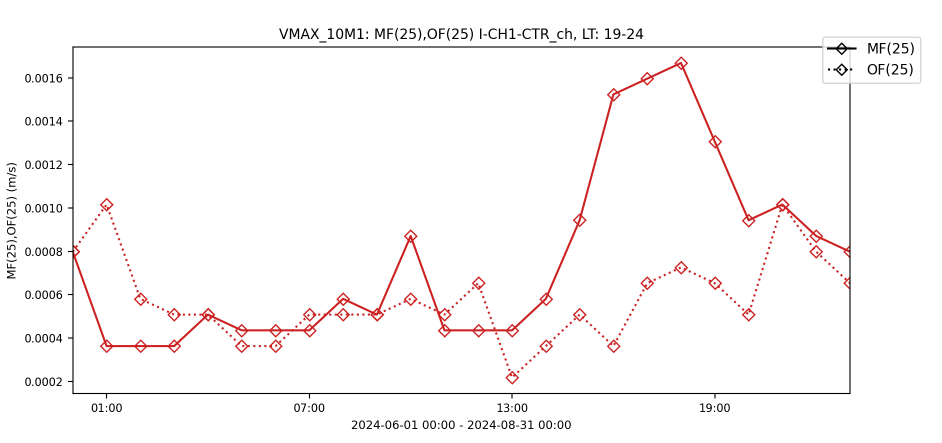 VMAX_10M1: MF(25),OF(25) I-CH1-CTR_ch, LT: 19-24
MF(25)
OF(25)
MF(25),OF(25) (m/s)
0.0016
0.0014
0.0012
0.0010
0.0008
0.0006
0.0004
0.0002
01:00 07:00 13:00 19:00
2024-06-01 00:00 - 2024-08-31 00:00